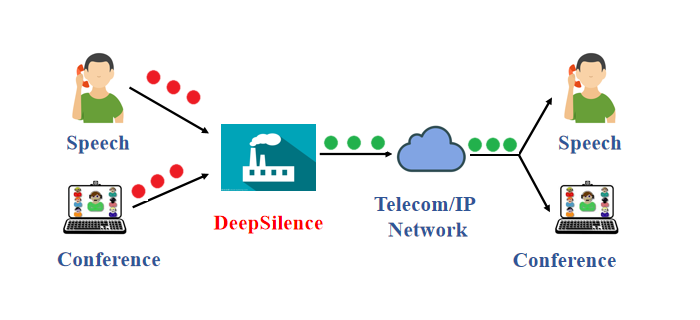 Speech
Conference
DeepSilence
Telecom/IP
Network
Speech
Conference